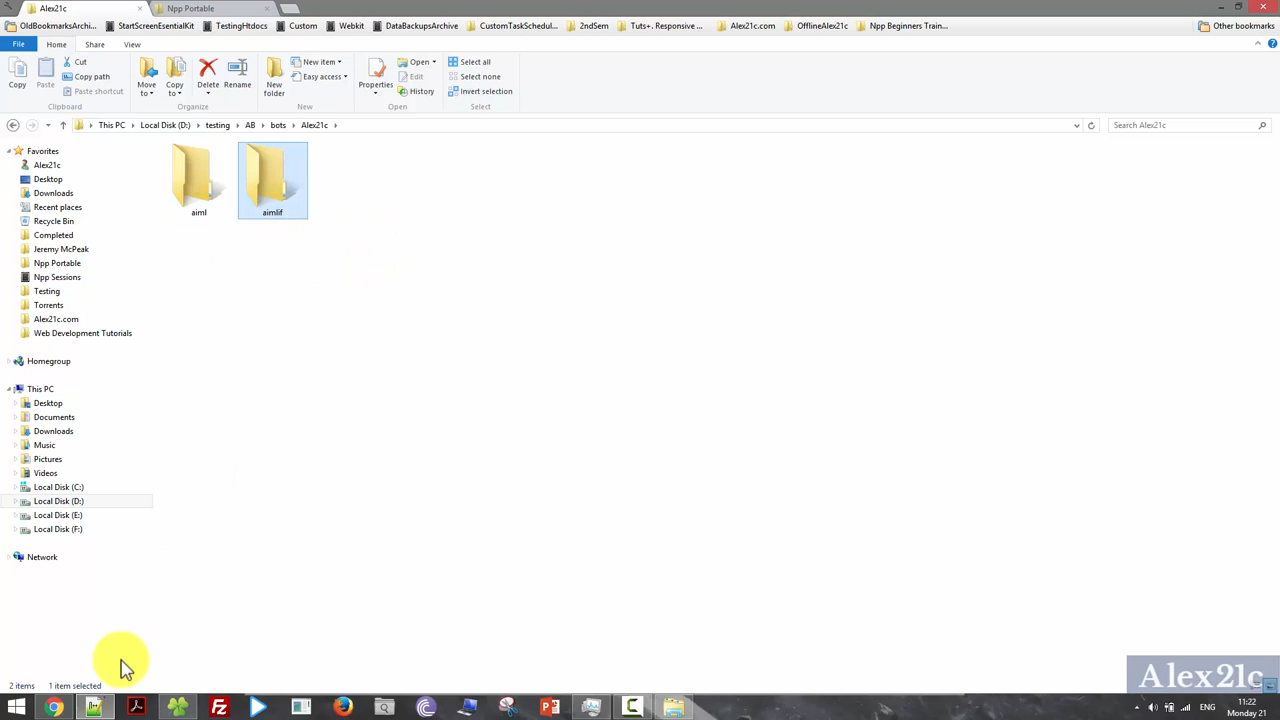 Alex21c
Npp Portable
OldBookmarksArchi...
StartScreenEsentialKit
TestingHtdocs
Custom
Webkit
DataBackupsArchive
CustomTaskSchedul...
2ndSem
Tuts+. Responsive ...
Alex21c.com
OfflineAlex21c
Npp Beginners Train...
Other bookmarks
File
Home
Share
View
Copy
Paste
Cut
Copy path
Paste shortcut
Move to
Copy to
Delete
Rename
New folder
New item
Easy access
Properties
Open
Edit
History
Select all
Select none
Invert selection
Clipboard
Organize
New
Open
Select
This PC
Local Disk (D:)
testing
AB
bots
Alex21c
Search Alex21c
Favorites
Alex21c
Desktop
Downloads
Recent places
Recycle Bin
Completed
Jeremy McPeak
Npp Portable
Npp Sessions
Testing
Torrents
Alex21c.com
Web Development Tutorials
Homegroup
This PC
Desktop
Documents
Downloads
Music
Pictures
Videos
Local Disk (C:)
Local Disk (D:)
Local Disk (E:)
Local Disk (F:)
Network
aiml
aimlif
2 items
1 item selected
Alex21c
ENG
11:22
Monday 21